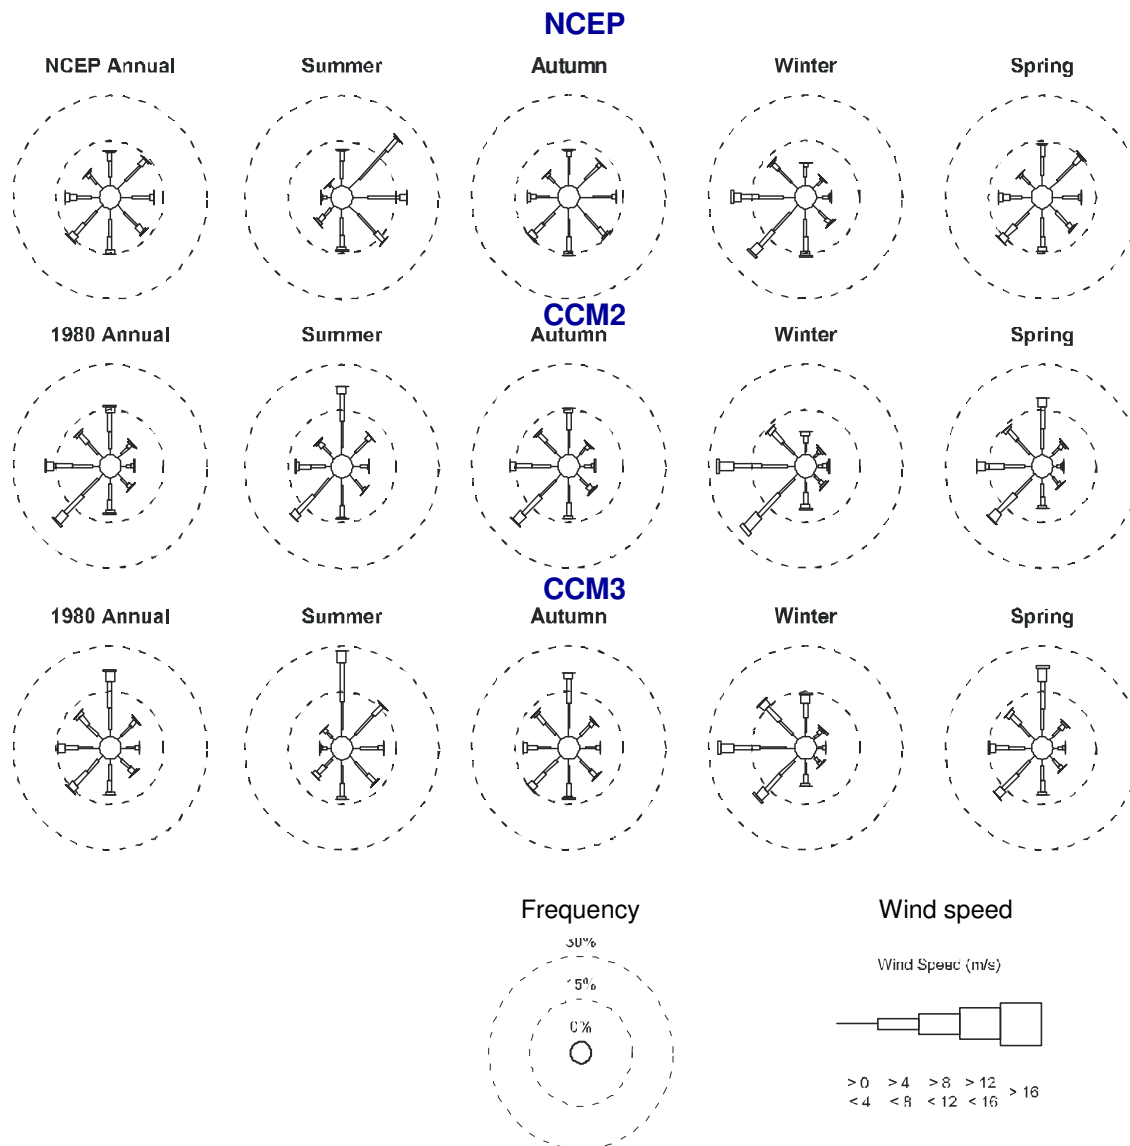 NCEP
NCEP Annual Summer Autumn Winter Spring
CCM2
1980 Annual Summer Autumn Winter Spring
CCM3
1980 Annual Summer Autumn Winter Spring
Frequency Wind speed
30%
15%
0%
Wind Speed (m/s)
> 0 > 4 > 8 > 12 > 16
< 4 < 8 < 12 < 16